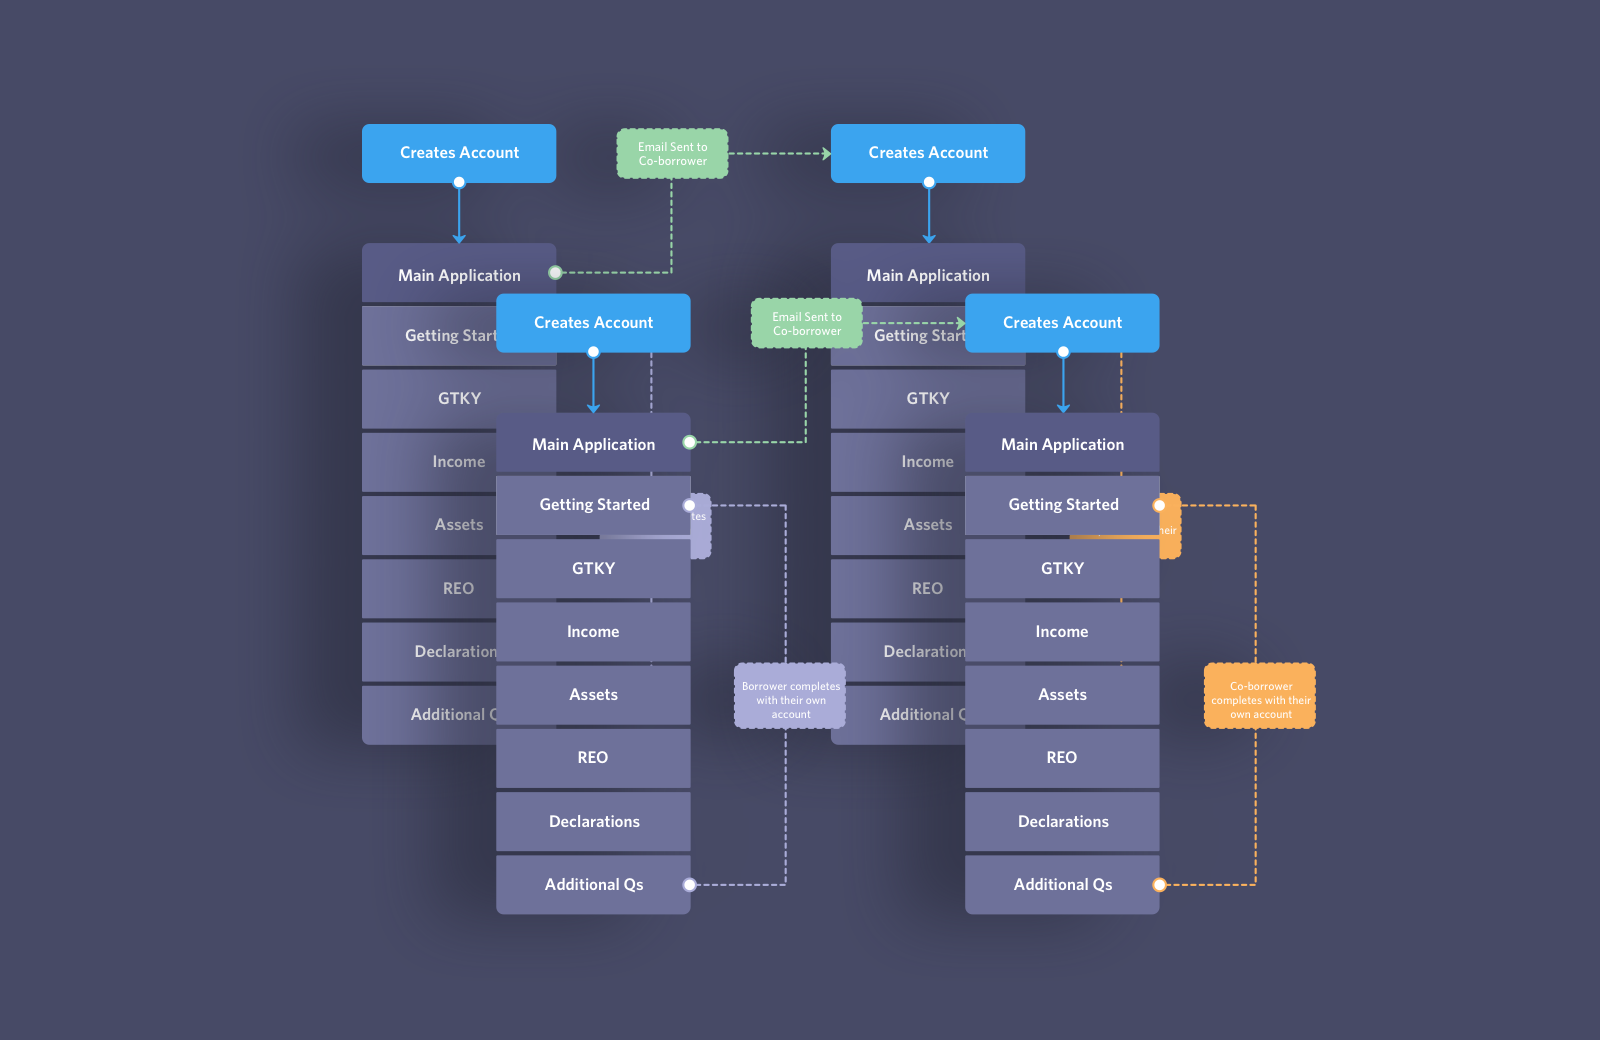 Creates Account
Email Sent to
Co-borrower
Creates Account
Main Application
Main Application
Getting Start
Creates Account
Email Sent to
Co-borrower
Getting Start
Creates Account
GTKY
GTKY
Main Application
Main Application
Income
Income
Getting Started
Getting Started
tes
heir
Assets
Assets
GTKY
GTKY
REO
REO
Income
Income
Declaration
Declaration
Assets
Assets
Borrower completes
with their own
account
Co-borrower
completes with their
own account
Additional Q
Additional Q
REO
REO
Declarations
Declarations
Additional Qs
Additional Qs